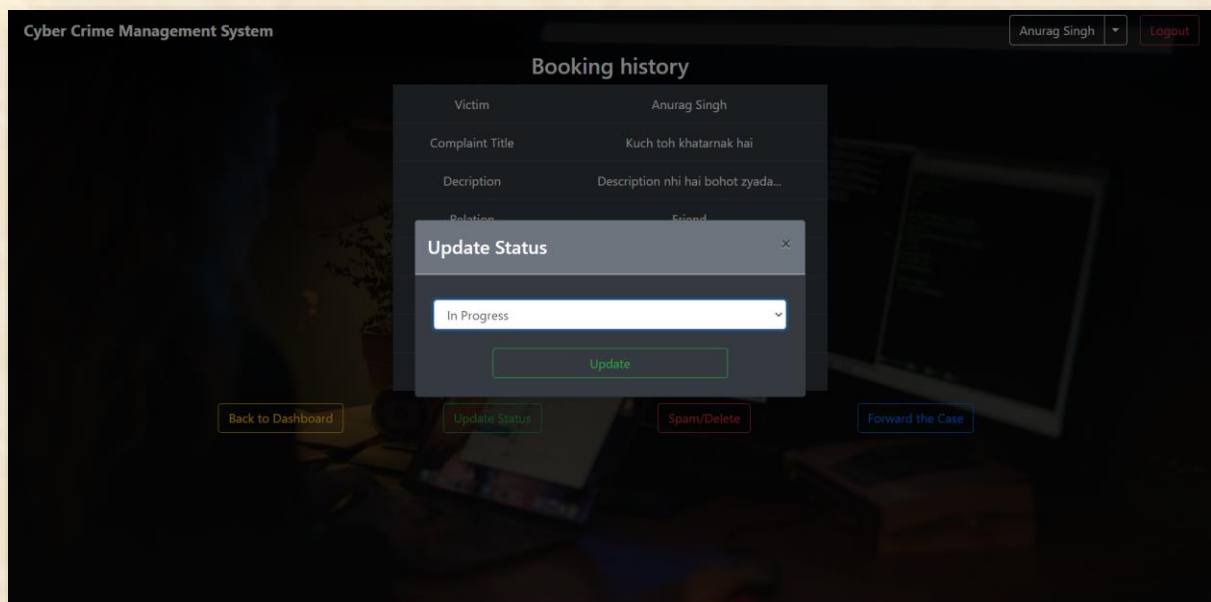 Cyber Crime Management System
Anurag Singh
Logout
Booking history
Victim Anurag Singh
Complaint Title Kuch toh khatarnak hai
Decription Description nhi hai bohot zyada...
Relation Friend
Update Status ×
In Progress
Update
Back to Dashboard
Update Status
Spam/Delete
Forward the Case